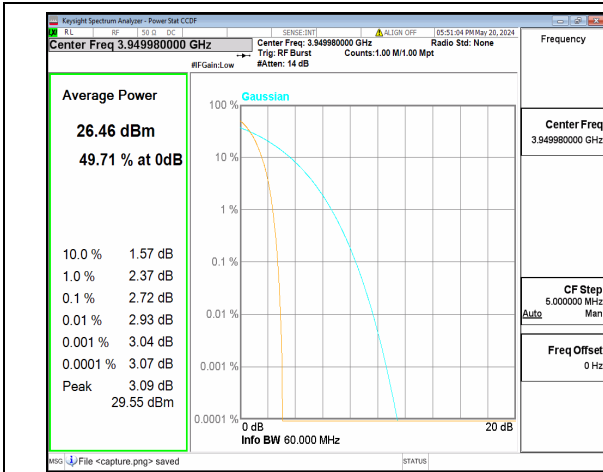 Keysight Spectrum Analyzer - Power Stat CCDF
RL RF 50 Ω DC SENSE:INT ALIGN OFF 05:51:04 PM May 20, 2024
Center Freq 3.949980000 GHz
Center Freq: 3.949980000 GHz Radio Std: None
Trig: RF Burst Counts:1.00 M/1.00 Mpt
#IFGain:Low #Atten: 14 dB
Frequency
Average Power
26.46 dBm
49.71 % at 0dB
10.0 % 1.57 dB
1.0 % 2.37 dB
0.1 % 2.72 dB
0.01 % 2.93 dB
0.001 % 3.04 dB
0.0001 % 3.07 dB
Peak 3.09 dB
29.55 dBm
Gaussian
100 %
10 %
1 %
0.1 %
0.01 %
0.001 %
0.0001 %
0 dB 20 dB
Info BW 60.000 MHz
Center Freq
3.949980000 GHz
CF Step
5.000000 MHz
Auto Man
Freq Offset
0 Hz
MSG File <capture.png> saved STATUS